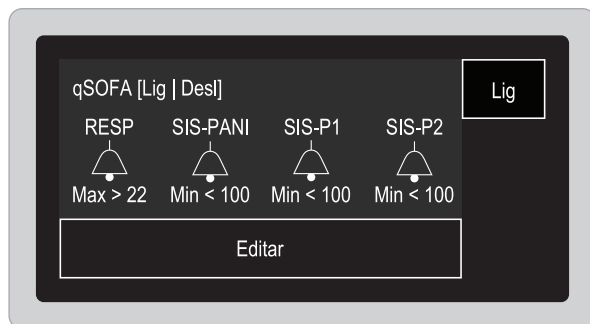 qSOFA [Lig | Desl]
Lig
RESP SIS-PANI SIS-P1 SIS-P2
Max > 22 Min < 100 Min < 100 Min < 100
Editar